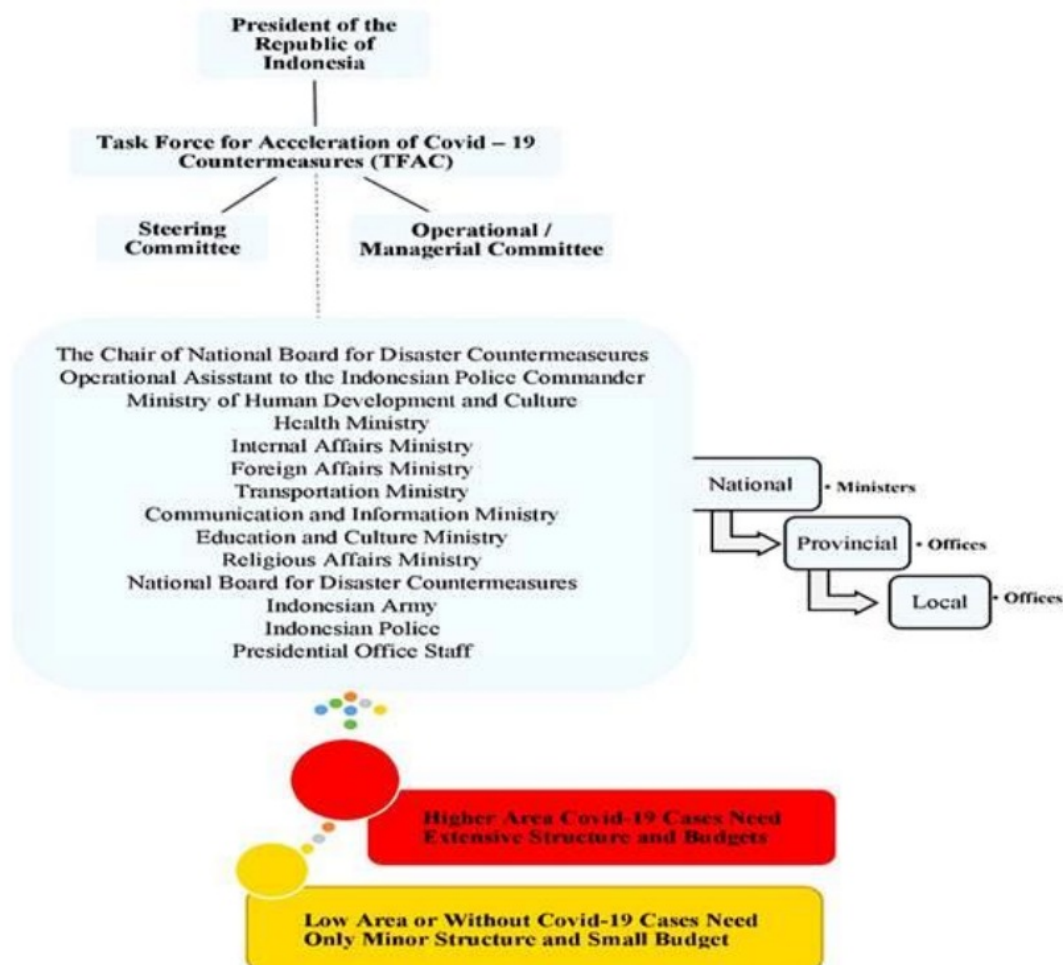 President of the
Republic of
Indonesia
Task Force for Acceleration of Covid – 19
Countermeasures (TFAC)
Steering
Committee
Operational /
Managerial Committee
The Chair of National Board for Disaster Countermeaseures
Operational Asisstant to the Indonesian Police Commander
Ministry of Human Development and Culture
Health Ministry
Internal Affairs Ministry
Foreign Affairs Ministry
Transportation Ministry
Communication and Information Ministry
Education and Culture Ministry
Religious Affairs Ministry
National Board for Disaster Countermeasures
Indonesian Army
Indonesian Police
Presidential Office Staff
National
• Ministers
Provincial
• Offices
Local
• Offices
Higher Area Covid-19 Cases Need
Extensive Structure and Budgets
Low Area or Without Covid-19 Cases Need
Only Minor Structure and Small Budget